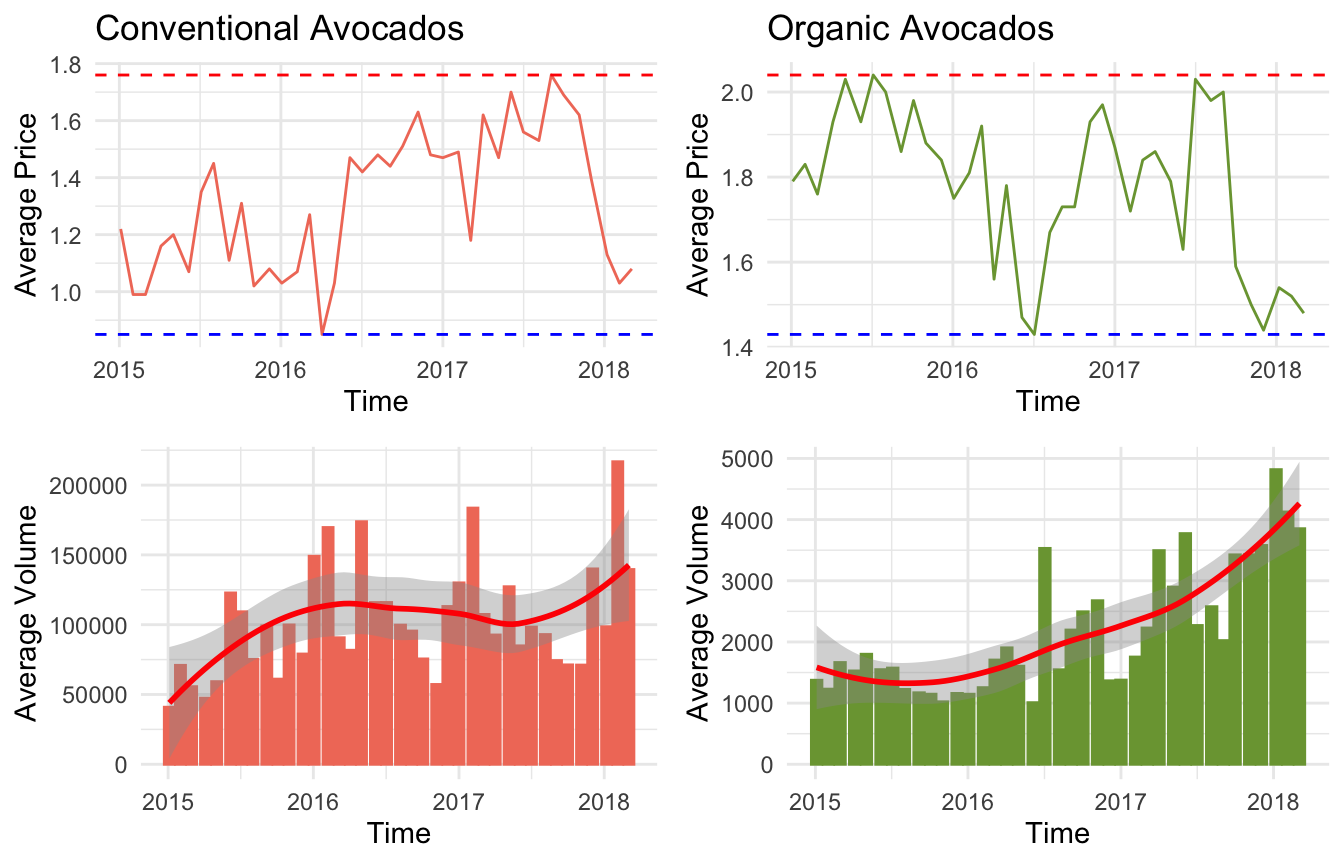 Conventional Avocados
Average Price
1.8
1.6
1.4
1.2
1.0
2015 2016 2017 2018
Time
Organic Avocados
Average Price
2.0
1.8
1.6
1.4
2015 2016 2017 2018
Time
Average Volume
200000
150000
100000
50000
0
2015 2016 2017 2018
Time
Average Volume
5000
4000
3000
2000
1000
0
2015 2016 2017 2018
Time